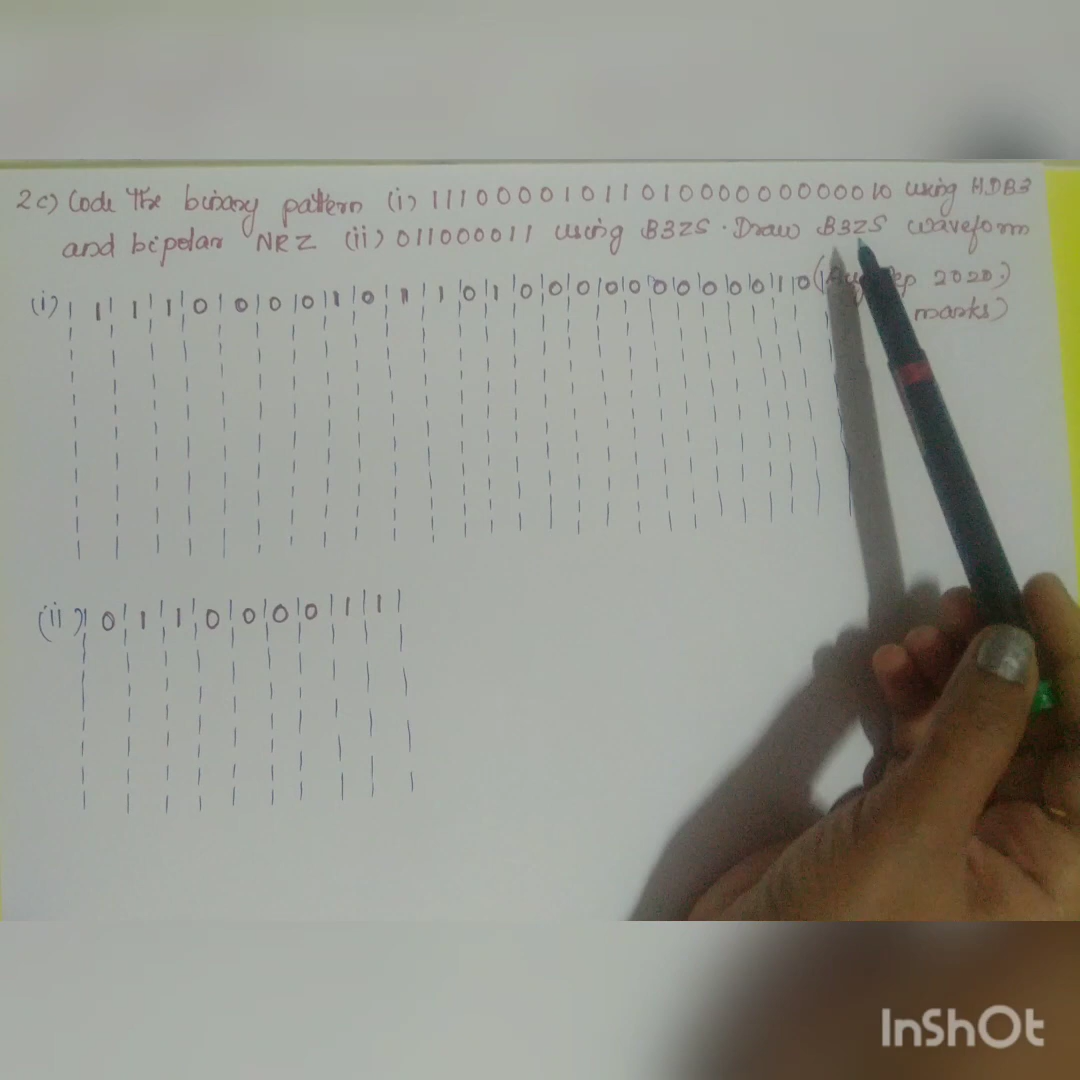 2c) Code the binary pattern (i) 11100001011010000000000010 using HDB3
and bipolar NRZ (ii) 011000011 using B3ZS. Draw B3ZS waveform
2020.)
(i) 1 1 1 0 0 0 0 1 0 1 1 0 1 0 0 0 0 0 0 0 0 0 1 0
marks)
(ii) 0 1 1 0 0 0 0 1 1
InShOt